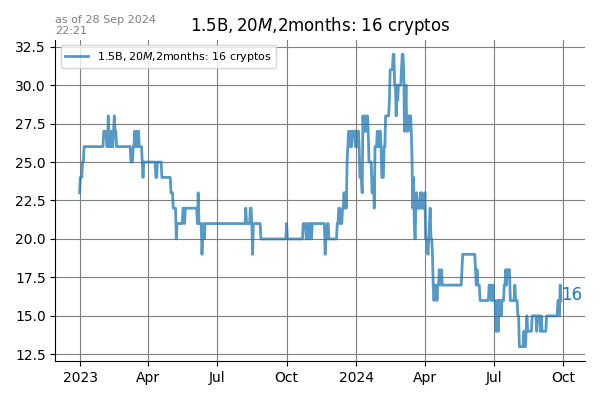 as of 28 Sep 2024
22:21
1.5B, 20M,2months: 16 cryptos
1.5B, 20M,2months: 16 cryptos
32.5
30.0
27.5
25.0
22.5
20.0
17.5
15.0
12.5
16
2023 Apr Jul Oct 2024 Apr Jul Oct